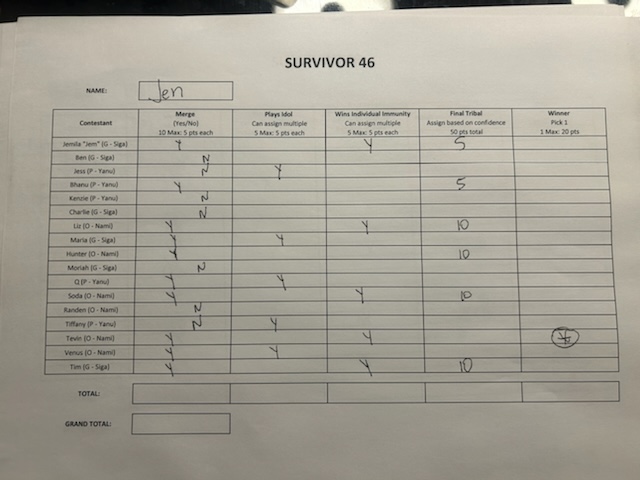 SURVIVOR 46
NAME: Jen
Contestant Merge (Yes/No) 10 Max: 5 pts each Plays Idol Can assign multiple 5 Max: 5 pts each Wins Individual Immunity Can assign multiple 5 Max: 5 pts each Final Tribal Assign based on confidence 50 pts total Winner Pick 1 1 Max: 20 pts
Jemila "Jem" (G - Siga) Y Y 5
Ben (G - Siga) N
Jess (P - Yanu) N Y
Bhanu (P - Yanu) Y 5
Kenzie (P - Yanu) N
Charlie (G - Siga) N
Liz (O - Nami) Y Y 10
Maria (G - Siga) Y Y
Hunter (O - Nami) Y 10
Moriah (G - Siga) N
Q (P - Yanu) Y Y
Soda (O - Nami) Y Y 10
Randen (O - Nami) N
Tiffany (P - Yanu) N Y
Tevin (O - Nami) Y Y
Venus (O - Nami) Y Y
Tim (G - Siga) Y Y 10
TOTAL:
GRAND TOTAL: